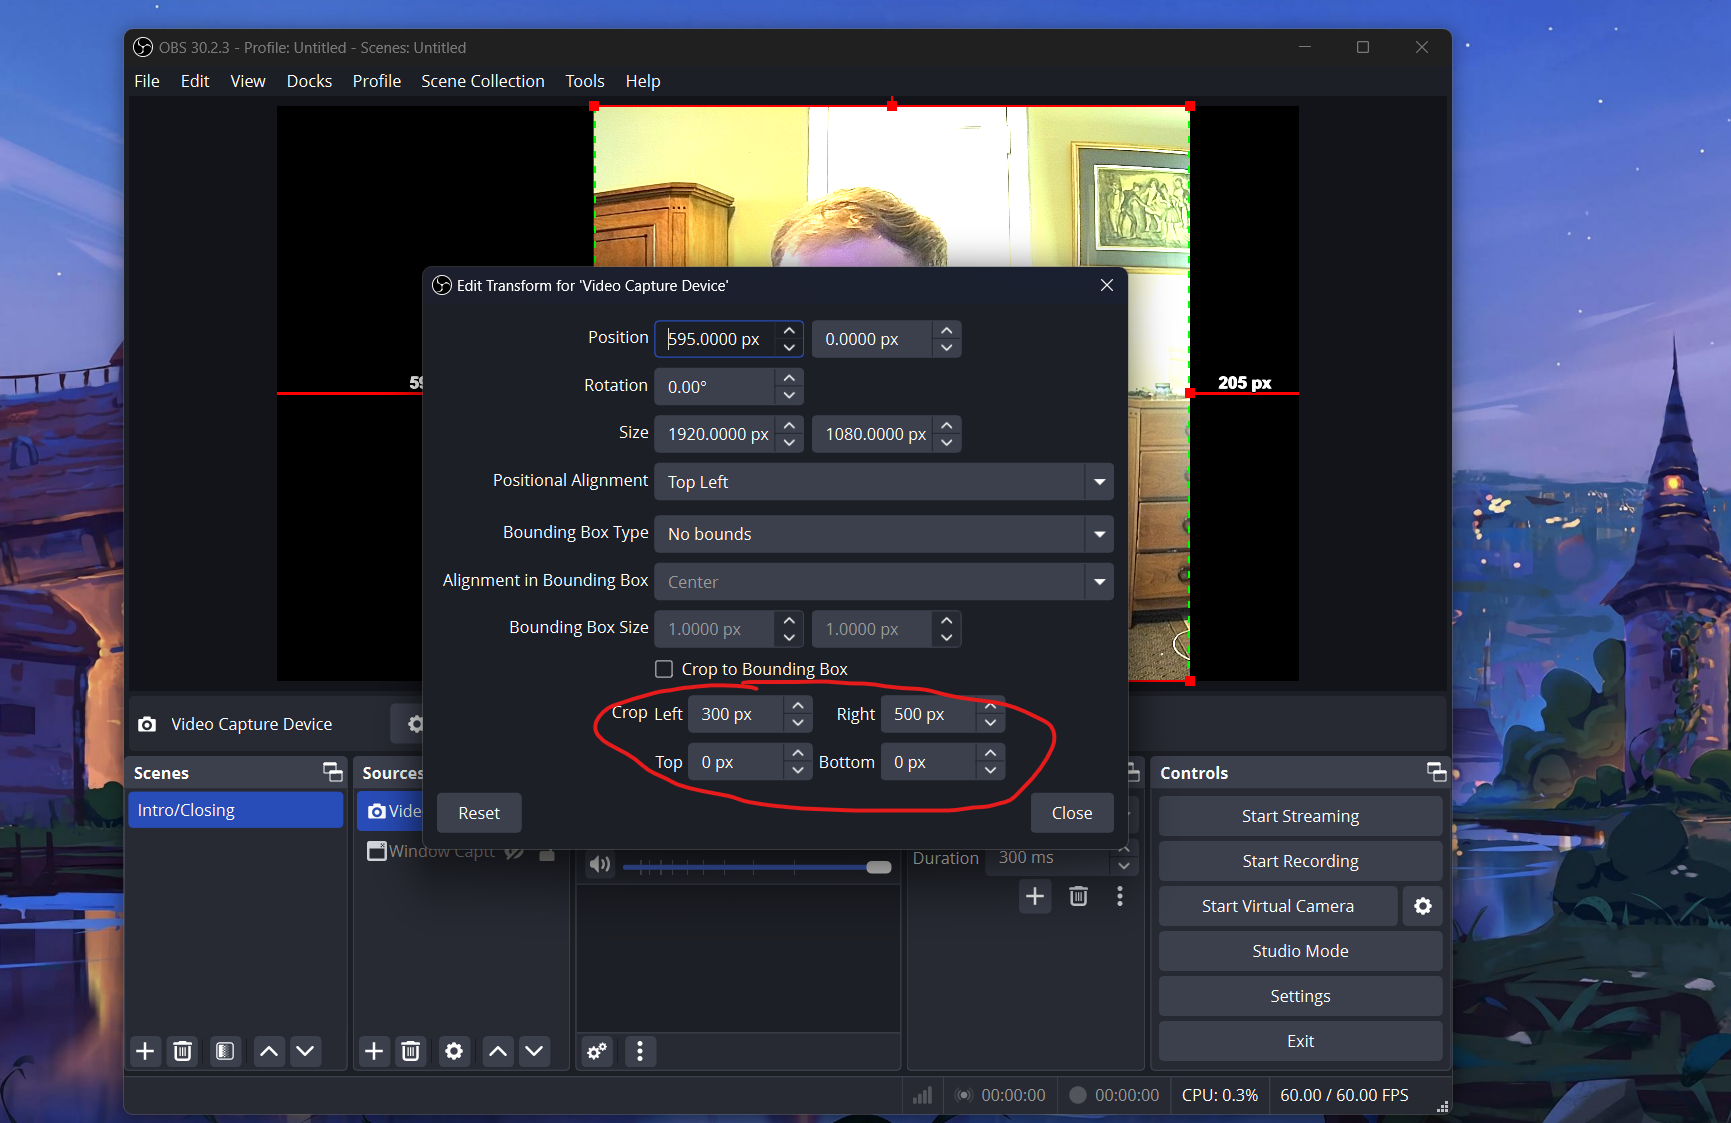 OBS 30.2.3 - Profile: Untitled - Scenes: Untitled
File Edit View Docks Profile Scene Collection Tools Help
Edit Transform for 'Video Capture Device'
Position 595.0000 px 0.0000 px
Rotation 0.00°
205 px
Size 1920.0000 px 1080.0000 px
Positional Alignment Top Left
Bounding Box Type No bounds
Alignment in Bounding Box Center
Bounding Box Size 1.0000 px 1.0000 px
Crop to Bounding Box
Crop Left 300 px Right 500 px
Top 0 px Bottom 0 px
Reset Close
Video Capture Device
Scenes
Intro/Closing
Sources
Vide
Window Capt
Duration 300 ms
Controls
Start Streaming
Start Recording
Start Virtual Camera
Studio Mode
Settings
Exit
00:00:00 00:00:00 CPU: 0.3% 60.00 / 60.00 FPS